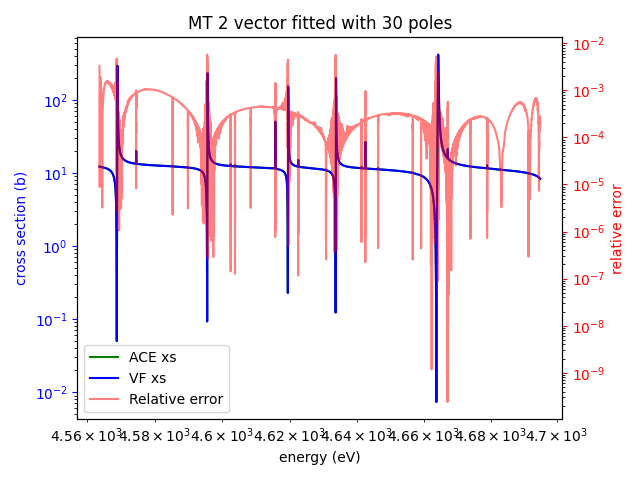 MT 2 vector fitted with 30 poles
cross section (b)
10²
10¹
10⁰
10⁻¹
10⁻²
10⁻²
10⁻³
10⁻⁴
10⁻⁵
10⁻⁶
10⁻⁷
10⁻⁸
10⁻⁹
relative error
ACE xs
VF xs
Relative error
4.56 × 10³ 4.58 × 10³ 4.6 × 10³ 4.62 × 10³ 4.64 × 10³ 4.66 × 10³ 4.68 × 10³ 4.7 × 10³
energy (eV)